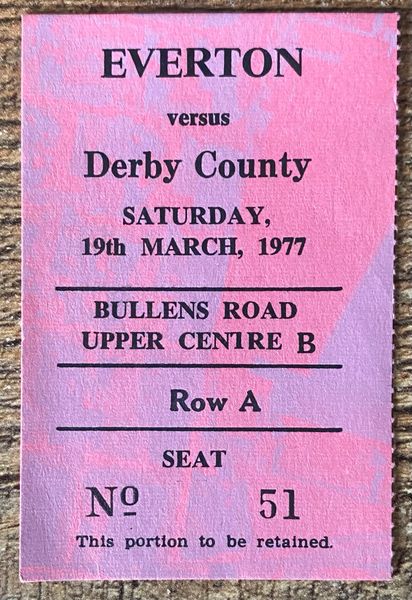 EVERTON
versus
Derby County
SATURDAY,
19th MARCH, 1977
BULLENS ROAD
UPPER CENTRE B
Row A
SEAT
Nº 51
This portion to be retained.